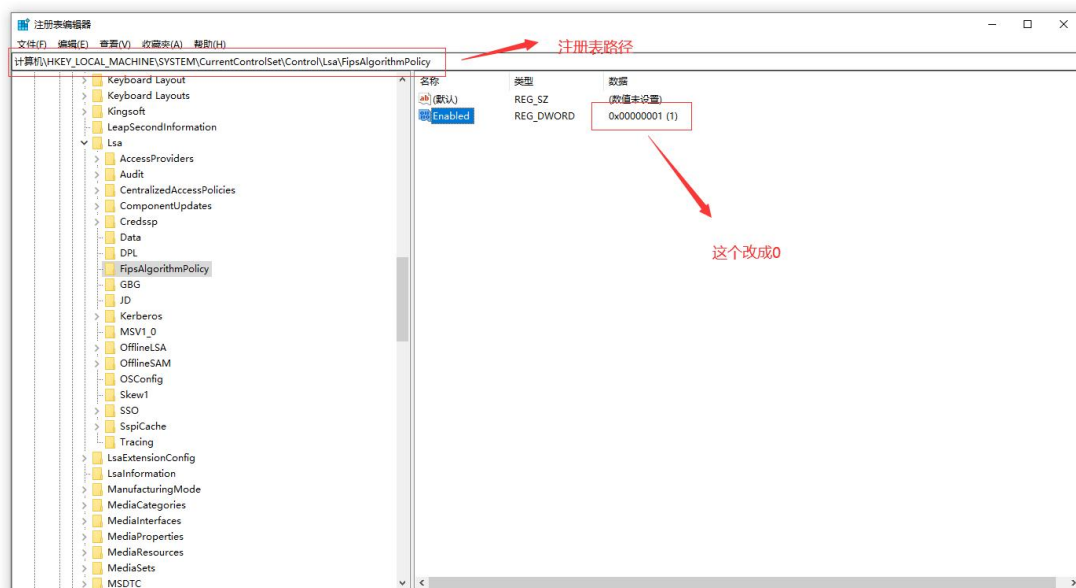 注册表编辑器
文件(F) 编辑(E) 查看(V) 收藏夹(A) 帮助(H)
注册表路径
计算机\HKEY_LOCAL_MACHINE\SYSTEM\CurrentControlSet\Control\Lsa\FipsAlgorithmPolicy
Keyboard Layout
Keyboard Layouts
Kingsoft
LeapSecondInformation
Lsa
AccessProviders
Audit
CentralizedAccessPolicies
ComponentUpdates
Credssp
Data
DPL
FipsAlgorithmPolicy
GBG
JD
Kerberos
MSV1_0
OfflineLSA
OfflineSAM
OSConfig
Skew1
SSO
SspiCache
Tracing
LsaExtensionConfig
LsaInformation
ManufacturingMode
MediaCategories
MediaInterfaces
MediaProperties
MediaResources
MediaSets
MSDTC
名称 类型 数据
ab (默认) REG_SZ (数值未设置)
Enabled REG_DWORD 0x00000001 (1)
这个改成0